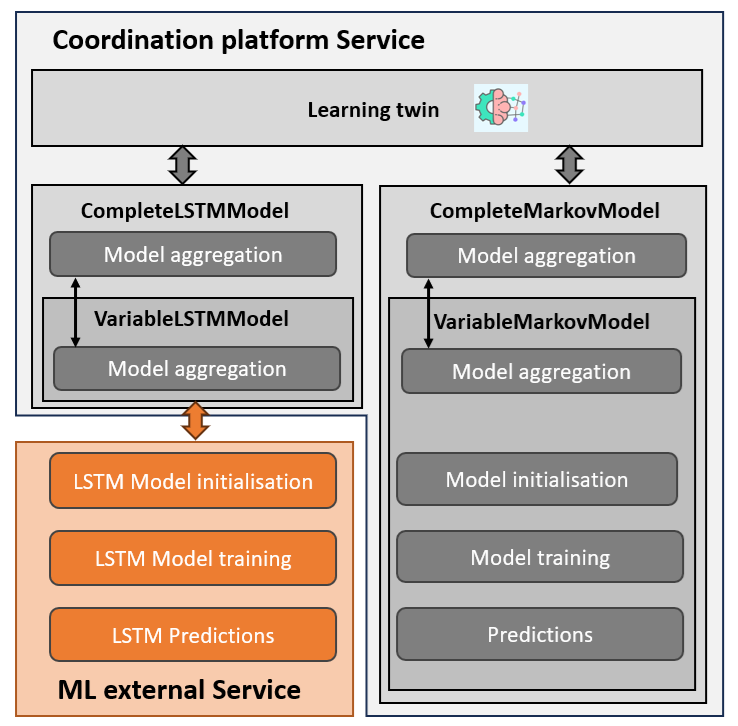 Coordination platform Service
Learning twin
CompleteLSTMModel
Model aggregation
VariableLSTMModel
Model aggregation
CompleteMarkovModel
Model aggregation
VariableMarkovModel
Model aggregation
Model initialisation
Model training
Predictions
LSTM Model initialisation
LSTM Model training
LSTM Predictions
ML external Service